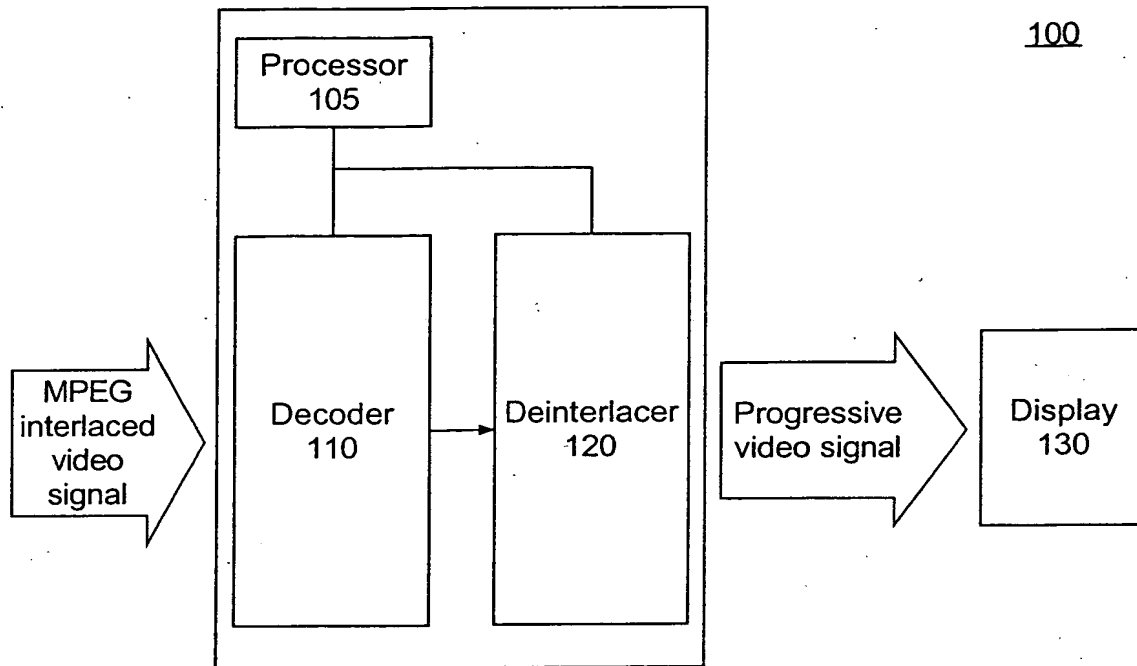 100
Processor
105
MPEG
interlaced
video
signal
Decoder
110
Deinterlacer
120
Progressive
video signal
Display
130